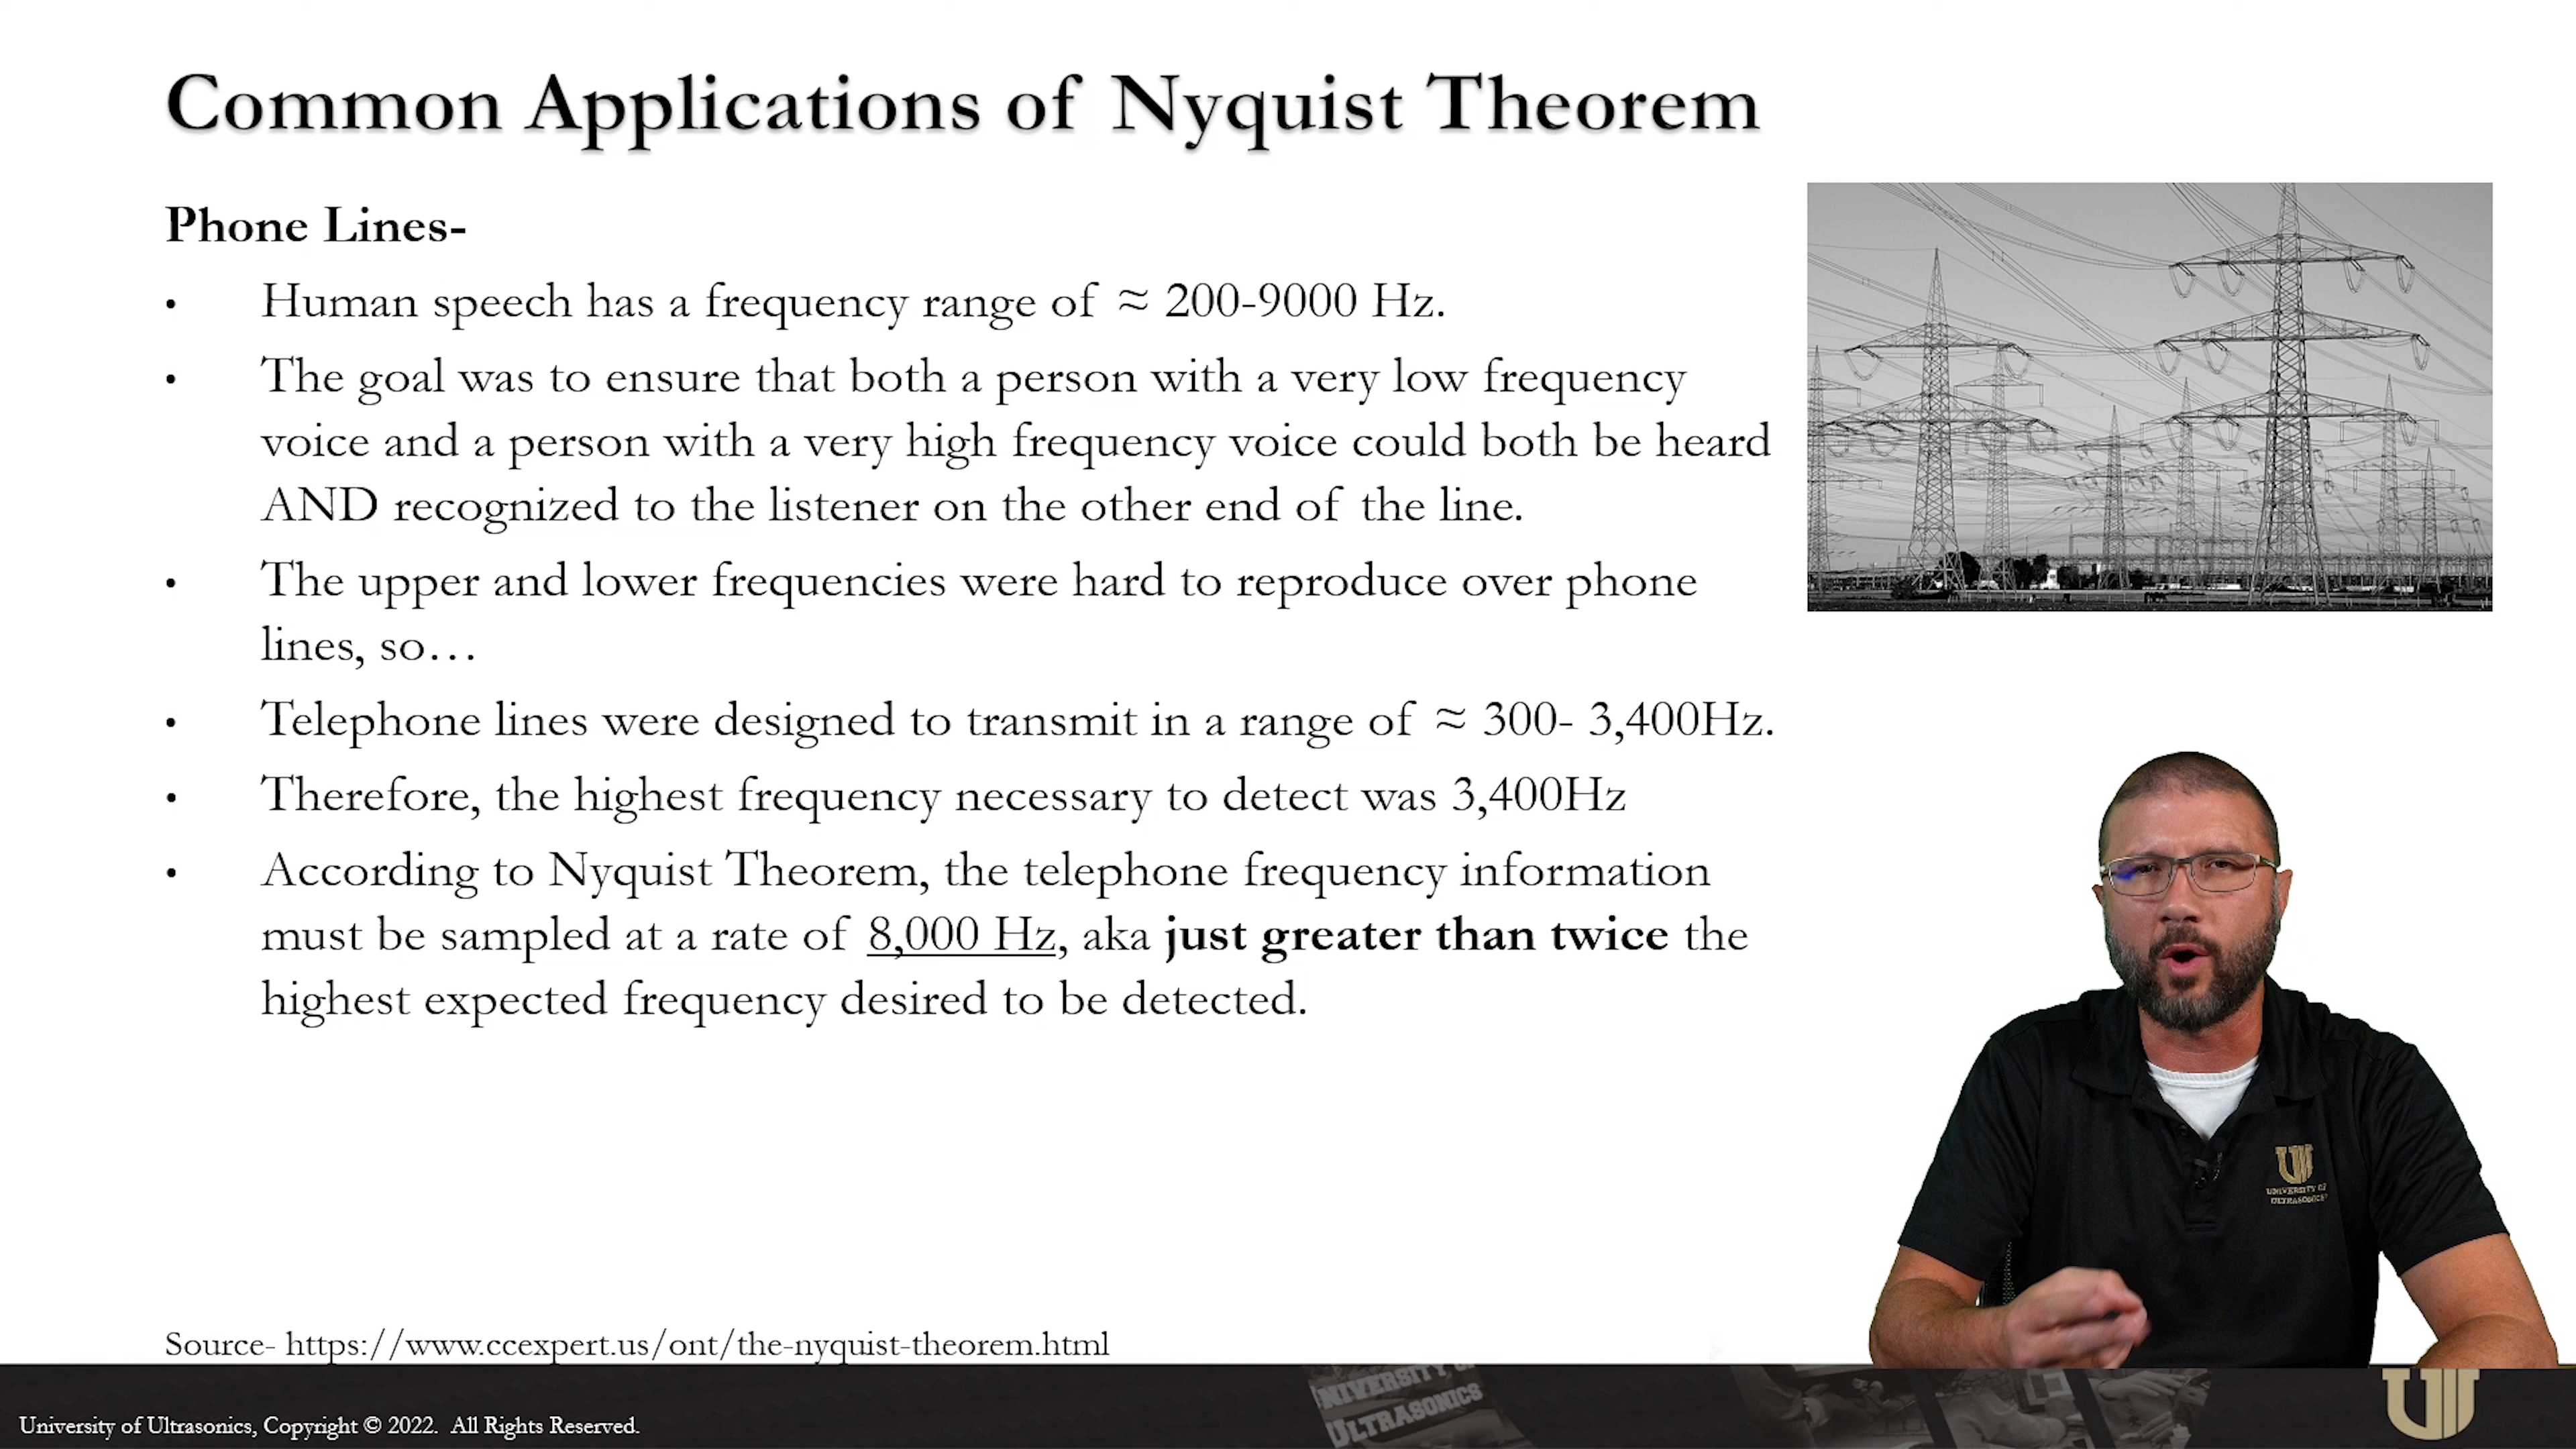 Common Applications of Nyquist Theorem
Phone Lines-
• Human speech has a frequency range of ≈ 200-9000 Hz.
• The goal was to ensure that both a person with a very low frequency
voice and a person with a very high frequency voice could both be heard
AND recognized to the listener on the other end of the line.
• The upper and lower frequencies were hard to reproduce over phone
lines, so…
• Telephone lines were designed to transmit in a range of ≈ 300- 3,400Hz.
• Therefore, the highest frequency necessary to detect was 3,400Hz
• According to Nyquist Theorem, the telephone frequency information
must be sampled at a rate of 8,000 Hz, aka just greater than twice the
highest expected frequency desired to be detected.
UNIVERSITY OF
ULTRASONICS
Source- https://www.ccexpert.us/ont/the-nyquist-theorem.html
UNIVERSITY OF
ULTRASONICS
University of Ultrasonics, Copyright © 2022. All Rights Reserved.